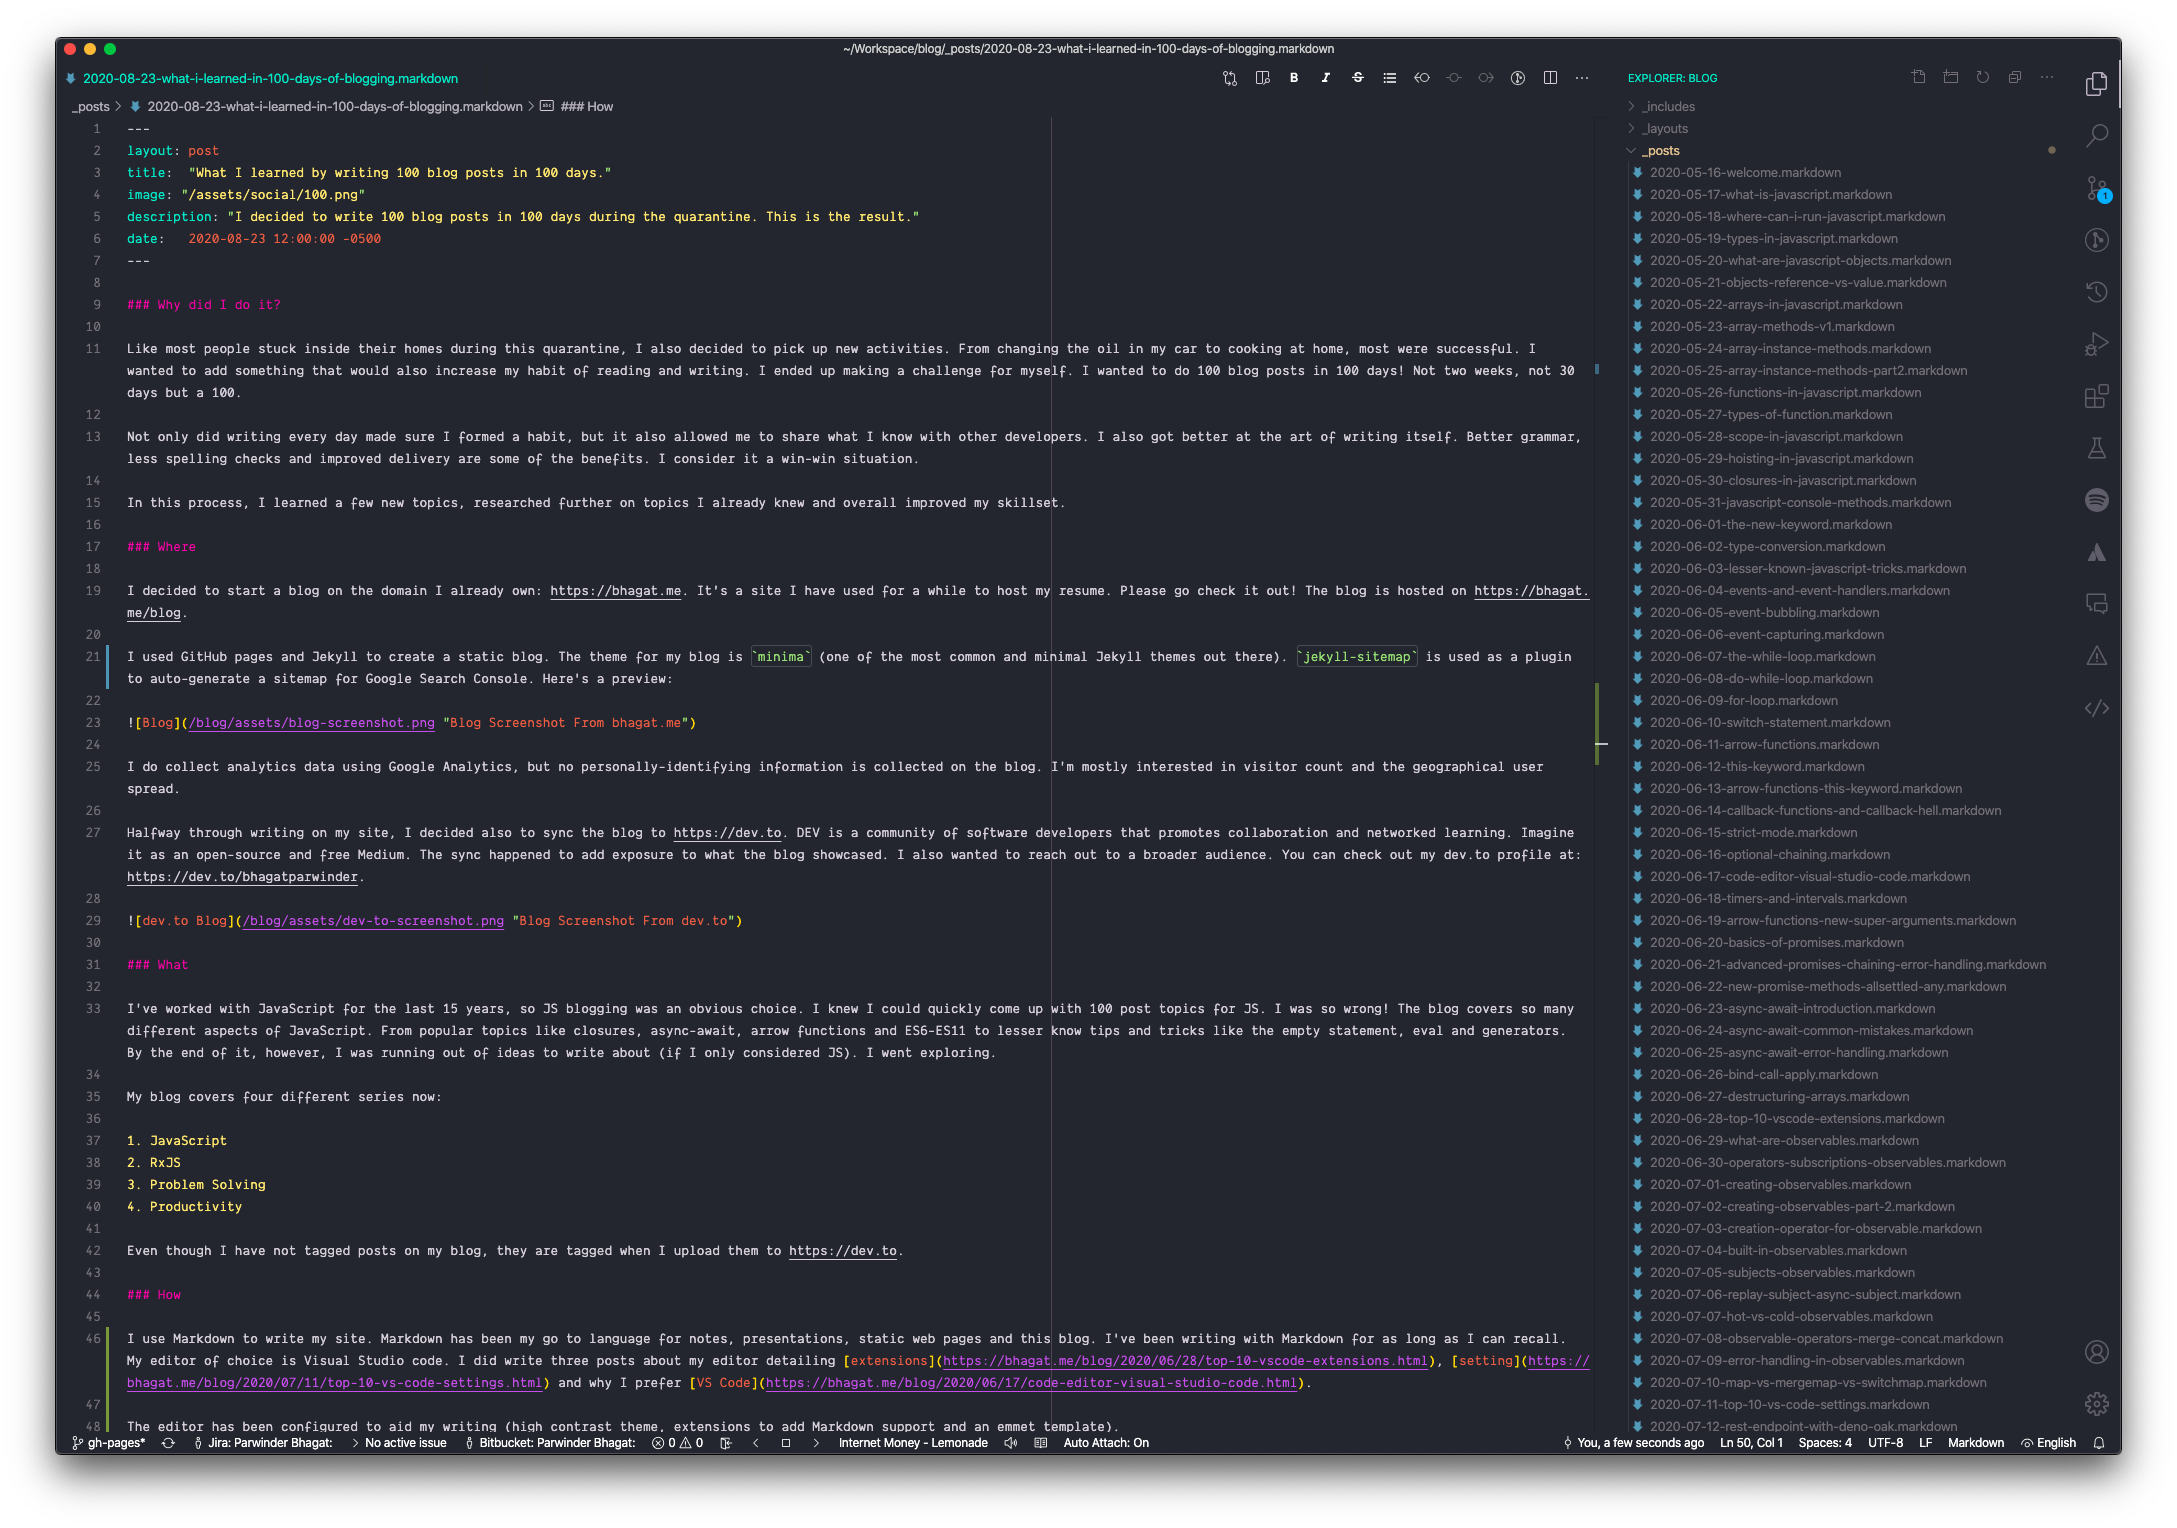 ~/Workspace/blog/_posts/2020-08-23-what-i-learned-in-100-days-of-blogging.markdown
2020-08-23-what-i-learned-in-100-days-of-blogging.markdown
_posts > 2020-08-23-what-i-learned-in-100-days-of-blogging.markdown > abc ### How
1 ---
2 layout: post
3 title:  "What I learned by writing 100 blog posts in 100 days."
4 image: "/assets/social/100.png"
5 description: "I decided to write 100 blog posts in 100 days during the quarantine. This is the result."
6 date:   2020-08-23 12:00:00 -0500
7 ---
8
9 ### Why did I do it?
10
11 Like most people stuck inside their homes during this quarantine, I also decided to pick up new activities. From changing the oil in my car to cooking at home, most were successful. I
wanted to add something that would also increase my habit of reading and writing. I ended up making a challenge for myself. I wanted to do 100 blog posts in 100 days! Not two weeks, not 30
days but a 100.
12
13 Not only did writing every day made sure I formed a habit, but it also allowed me to share what I know with other developers. I also got better at the art of writing itself. Better grammar,
less spelling checks and improved delivery are some of the benefits. I consider it a win-win situation.
14
15 In this process, I learned a few new topics, researched further on topics I already knew and overall improved my skillset.
16
17 ### Where
18
19 I decided to start a blog on the domain I already own: https://bhagat.me. It's a site I have used for a while to host my resume. Please go check it out! The blog is hosted on https://bhagat.
me/blog.
20
21 I used GitHub pages and Jekyll to create a static blog. The theme for my blog is `minima` (one of the most common and minimal Jekyll themes out there). `jekyll-sitemap` is used as a plugin
to auto-generate a sitemap for Google Search Console. Here's a preview:
22
23 ![Blog](/blog/assets/blog-screenshot.png "Blog Screenshot From bhagat.me")
24
25 I do collect analytics data using Google Analytics, but no personally-identifying information is collected on the blog. I'm mostly interested in visitor count and the geographical user
spread.
26
27 Halfway through writing on my site, I decided also to sync the blog to https://dev.to. DEV is a community of software developers that promotes collaboration and networked learning. Imagine
it as an open-source and free Medium. The sync happened to add exposure to what the blog showcased. I also wanted to reach out to a broader audience. You can check out my dev.to profile at:
https://dev.to/bhagatparwinder.
28
29 ![dev.to Blog](/blog/assets/dev-to-screenshot.png "Blog Screenshot From dev.to")
30
31 ### What
32
33 I've worked with JavaScript for the last 15 years, so JS blogging was an obvious choice. I knew I could quickly come up with 100 post topics for JS. I was so wrong! The blog covers so many
different aspects of JavaScript. From popular topics like closures, async-await, arrow functions and ES6-ES11 to lesser know tips and tricks like the empty statement, eval and generators.
By the end of it, however, I was running out of ideas to write about (if I only considered JS). I went exploring.
34
35 My blog covers four different series now:
36
37 1. JavaScript
38 2. RxJS
39 3. Problem Solving
40 4. Productivity
41
42 Even though I have not tagged posts on my blog, they are tagged when I upload them to https://dev.to.
43
44 ### How
45
46 I use Markdown to write my site. Markdown has been my go to language for notes, presentations, static web pages and this blog. I've been writing with Markdown for as long as I can recall.
My editor of choice is Visual Studio code. I did write three posts about my editor detailing [extensions](https://bhagat.me/blog/2020/06/28/top-10-vscode-extensions.html), [setting](https://
bhagat.me/blog/2020/07/11/top-10-vs-code-settings.html) and why I prefer [VS Code](https://bhagat.me/blog/2020/06/17/code-editor-visual-studio-code.html).
47
48 The editor has been configured to aid my writing (high contrast theme, extensions to add Markdown support and an emmet template).
EXPLORER: BLOG
_includes
_layouts
_posts
2020-05-16-welcome.markdown
2020-05-17-what-is-javascript.markdown
2020-05-18-where-can-i-run-javascript.markdown
2020-05-19-types-in-javascript.markdown
2020-05-20-what-are-javascript-objects.markdown
2020-05-21-objects-reference-vs-value.markdown
2020-05-22-arrays-in-javascript.markdown
2020-05-23-array-methods-v1.markdown
2020-05-24-array-instance-methods.markdown
2020-05-25-array-instance-methods-part2.markdown
2020-05-26-functions-in-javascript.markdown
2020-05-27-types-of-function.markdown
2020-05-28-scope-in-javascript.markdown
2020-05-29-hoisting-in-javascript.markdown
2020-05-30-closures-in-javascript.markdown
2020-05-31-javascript-console-methods.markdown
2020-06-01-the-new-keyword.markdown
2020-06-02-type-conversion.markdown
2020-06-03-lesser-known-javascript-tricks.markdown
2020-06-04-events-and-event-handlers.markdown
2020-06-05-event-bubbling.markdown
2020-06-06-event-capturing.markdown
2020-06-07-the-while-loop.markdown
2020-06-08-do-while-loop.markdown
2020-06-09-for-loop.markdown
2020-06-10-switch-statement.markdown
2020-06-11-arrow-functions.markdown
2020-06-12-this-keyword.markdown
2020-06-13-arrow-functions-this-keyword.markdown
2020-06-14-callback-functions-and-callback-hell.markdown
2020-06-15-strict-mode.markdown
2020-06-16-optional-chaining.markdown
2020-06-17-code-editor-visual-studio-code.markdown
2020-06-18-timers-and-intervals.markdown
2020-06-19-arrow-functions-new-super-arguments.markdown
2020-06-20-basics-of-promises.markdown
2020-06-21-advanced-promises-chaining-error-handling.markdown
2020-06-22-new-promise-methods-allsettled-any.markdown
2020-06-23-async-await-introduction.markdown
2020-06-24-async-await-common-mistakes.markdown
2020-06-25-async-await-error-handling.markdown
2020-06-26-bind-call-apply.markdown
2020-06-27-destructuring-arrays.markdown
2020-06-28-top-10-vscode-extensions.markdown
2020-06-29-what-are-observables.markdown
2020-06-30-operators-subscriptions-observables.markdown
2020-07-01-creating-observables.markdown
2020-07-02-creating-observables-part-2.markdown
2020-07-03-creation-operator-for-observable.markdown
2020-07-04-built-in-observables.markdown
2020-07-05-subjects-observables.markdown
2020-07-06-replay-subject-async-subject.markdown
2020-07-07-hot-vs-cold-observables.markdown
2020-07-08-observable-operators-merge-concat.markdown
2020-07-09-error-handling-in-observables.markdown
2020-07-10-map-vs-mergemap-vs-switchmap.markdown
2020-07-11-top-10-vs-code-settings.markdown
2020-07-12-rest-endpoint-with-deno-oak.markdown
1
gh-pages* Jira: Parwinder Bhagat: > No active issue Bitbucket: Parwinder Bhagat: 0 0 Internet Money - Lemonade Auto Attach: On You, a few seconds ago Ln 50, Col 1 Spaces: 4 UTF-8 LF Markdown English